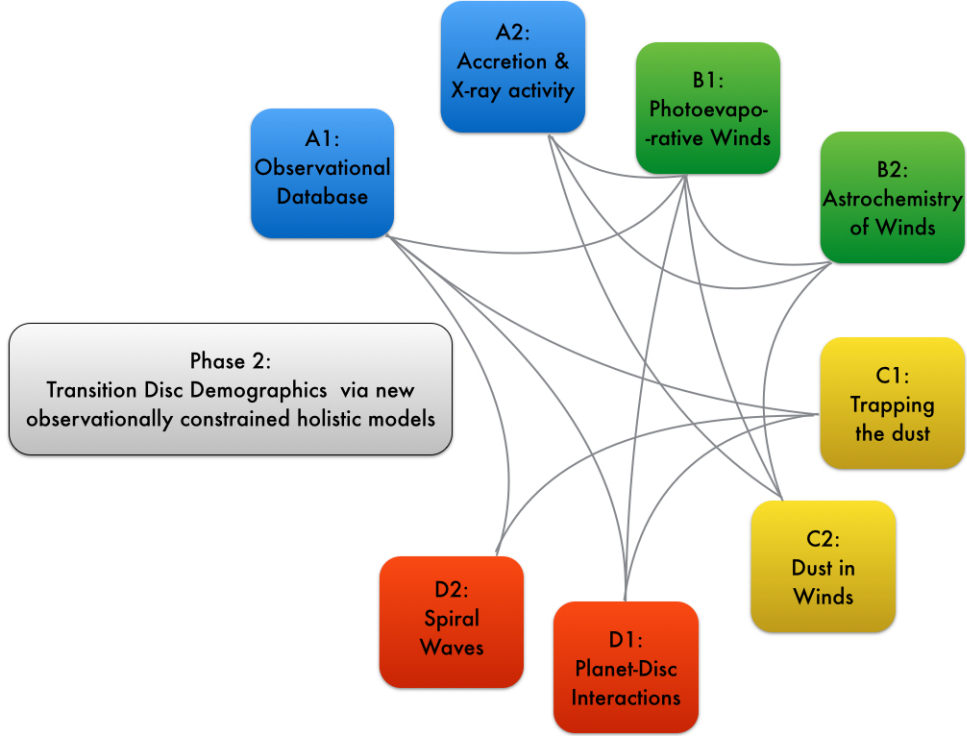 A2:
Accretion &
X-ray activity
B1:
Photoevapo-
-rative Winds
A1:
Observational
Database
B2:
Astrochemistry
of Winds
Phase 2:
Transition Disc Demographics via new
observationally constrained holistic models
C1:
Trapping
the dust
C2:
Dust in
Winds
D2:
Spiral
Waves
D1:
Planet-Disc
Interactions